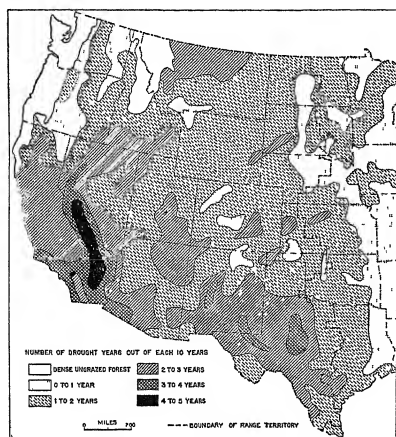 NUMBER OF DROUGHT YEARS OUT OF EACH 10 YEARS
DENSE UNGRAZED FOREST
0 TO 1 YEAR
1 TO 2 YEARS
2 TO 3 YEARS
3 TO 4 YEARS
4 TO 5 YEARS
0 MILES 200
BOUNDARY OF RANGE TERRITORY